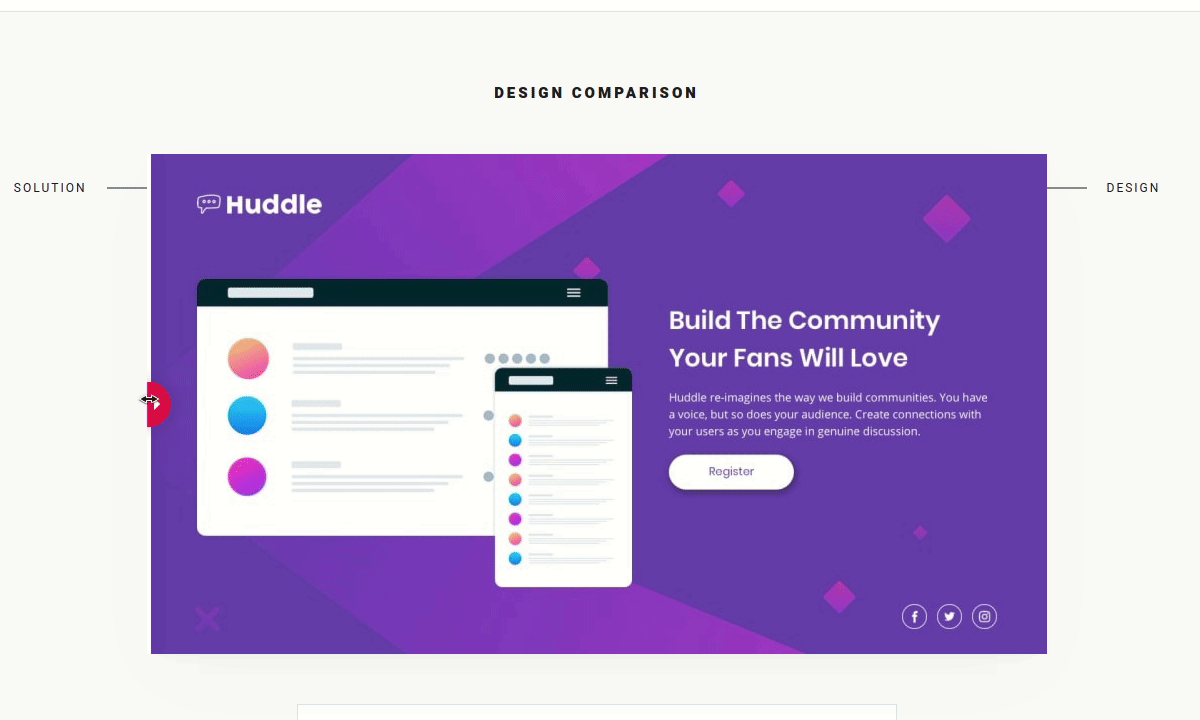 DESIGN COMPARISON
SOLUTION
DESIGN
Huddle
Build The Community
Your Fans Will Love
Huddle re-imagines the way we build communities. You have
a voice, but so does your audience. Create connections with
your users as you engage in genuine discussion.
Register